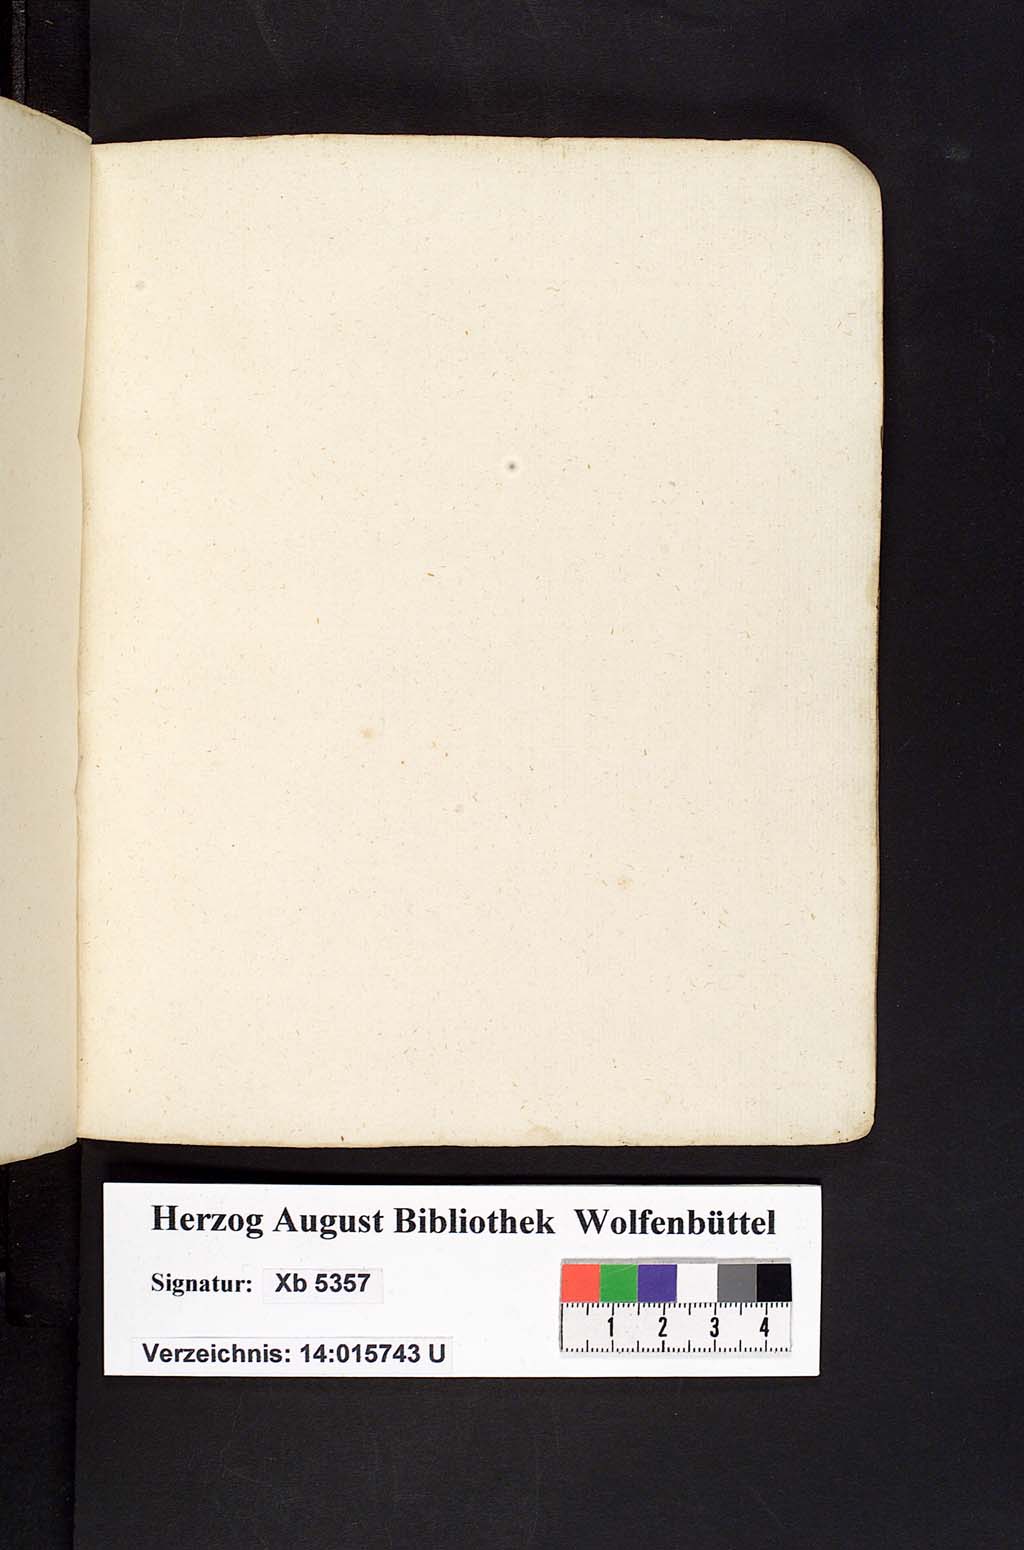 Herzog August Bibliothek Wolfenbüttel
Signatur: Xb 5357
Verzeichnis: 14:015743 U
1 2 3 4